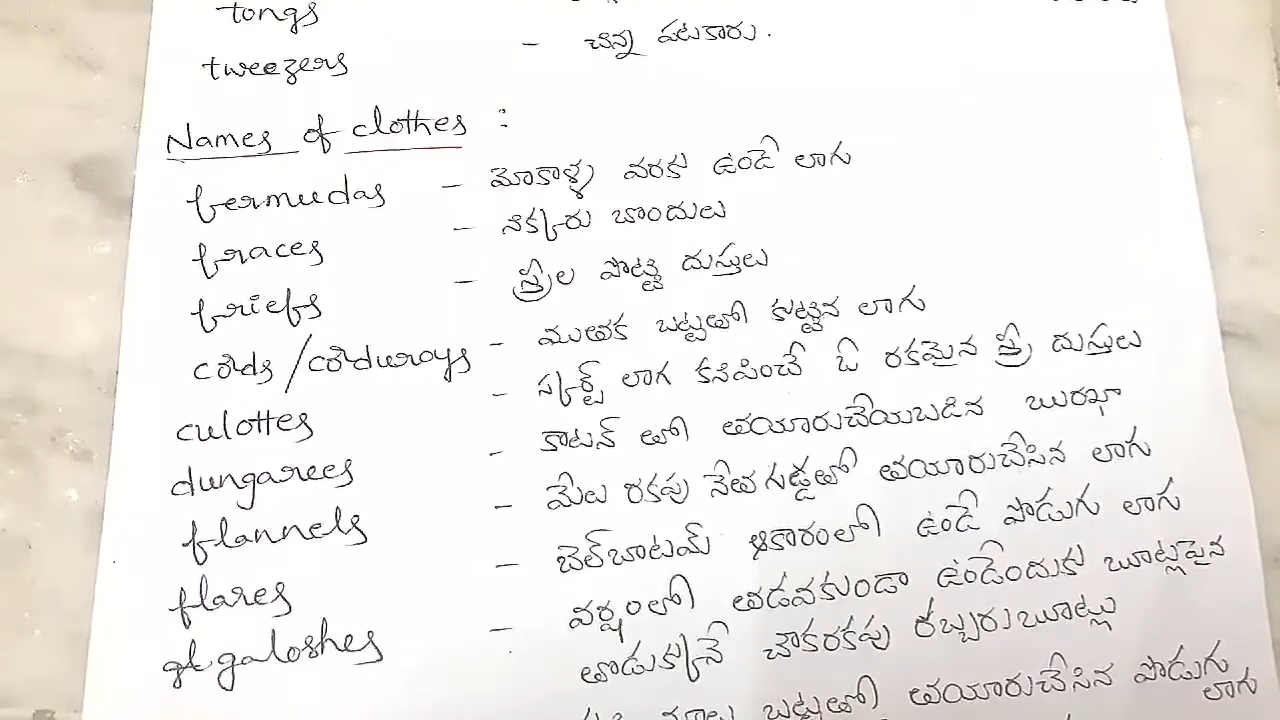 tongs
tweezers - చిన్న పటకారు.
Names of clothes :
bermudas - మోకాళ్ళ వరకు ఉండే లాగు
braces - నిక్కరు బొందులు
briefs - స్త్రీల పొట్టి దుస్తులు
cords/corduroys - ముతక బట్టతో కుట్టిన లాగు
culottes - స్కర్ట్ లాగ కనిపించే ఓ రకమైన స్త్రీ దుస్తులు
dungarees - కాటన్ తో తయారుచేయబడిన బురఖా
flannels - మేలు రకపు నేతగుడ్డతో తయారుచేసిన లాగు
flares - బెల్‌బాటమ్ ఆకారంలో ఉండే పొడుగు లాగు
galoshes - వర్షంలో తడవకుండా ఉండేందుకు బూట్లపైన
తొడుక్కునే చౌకరకపు రబ్బరుబూట్లు
బట్టతో తయారుచేసిన పొడుగు
లాగు